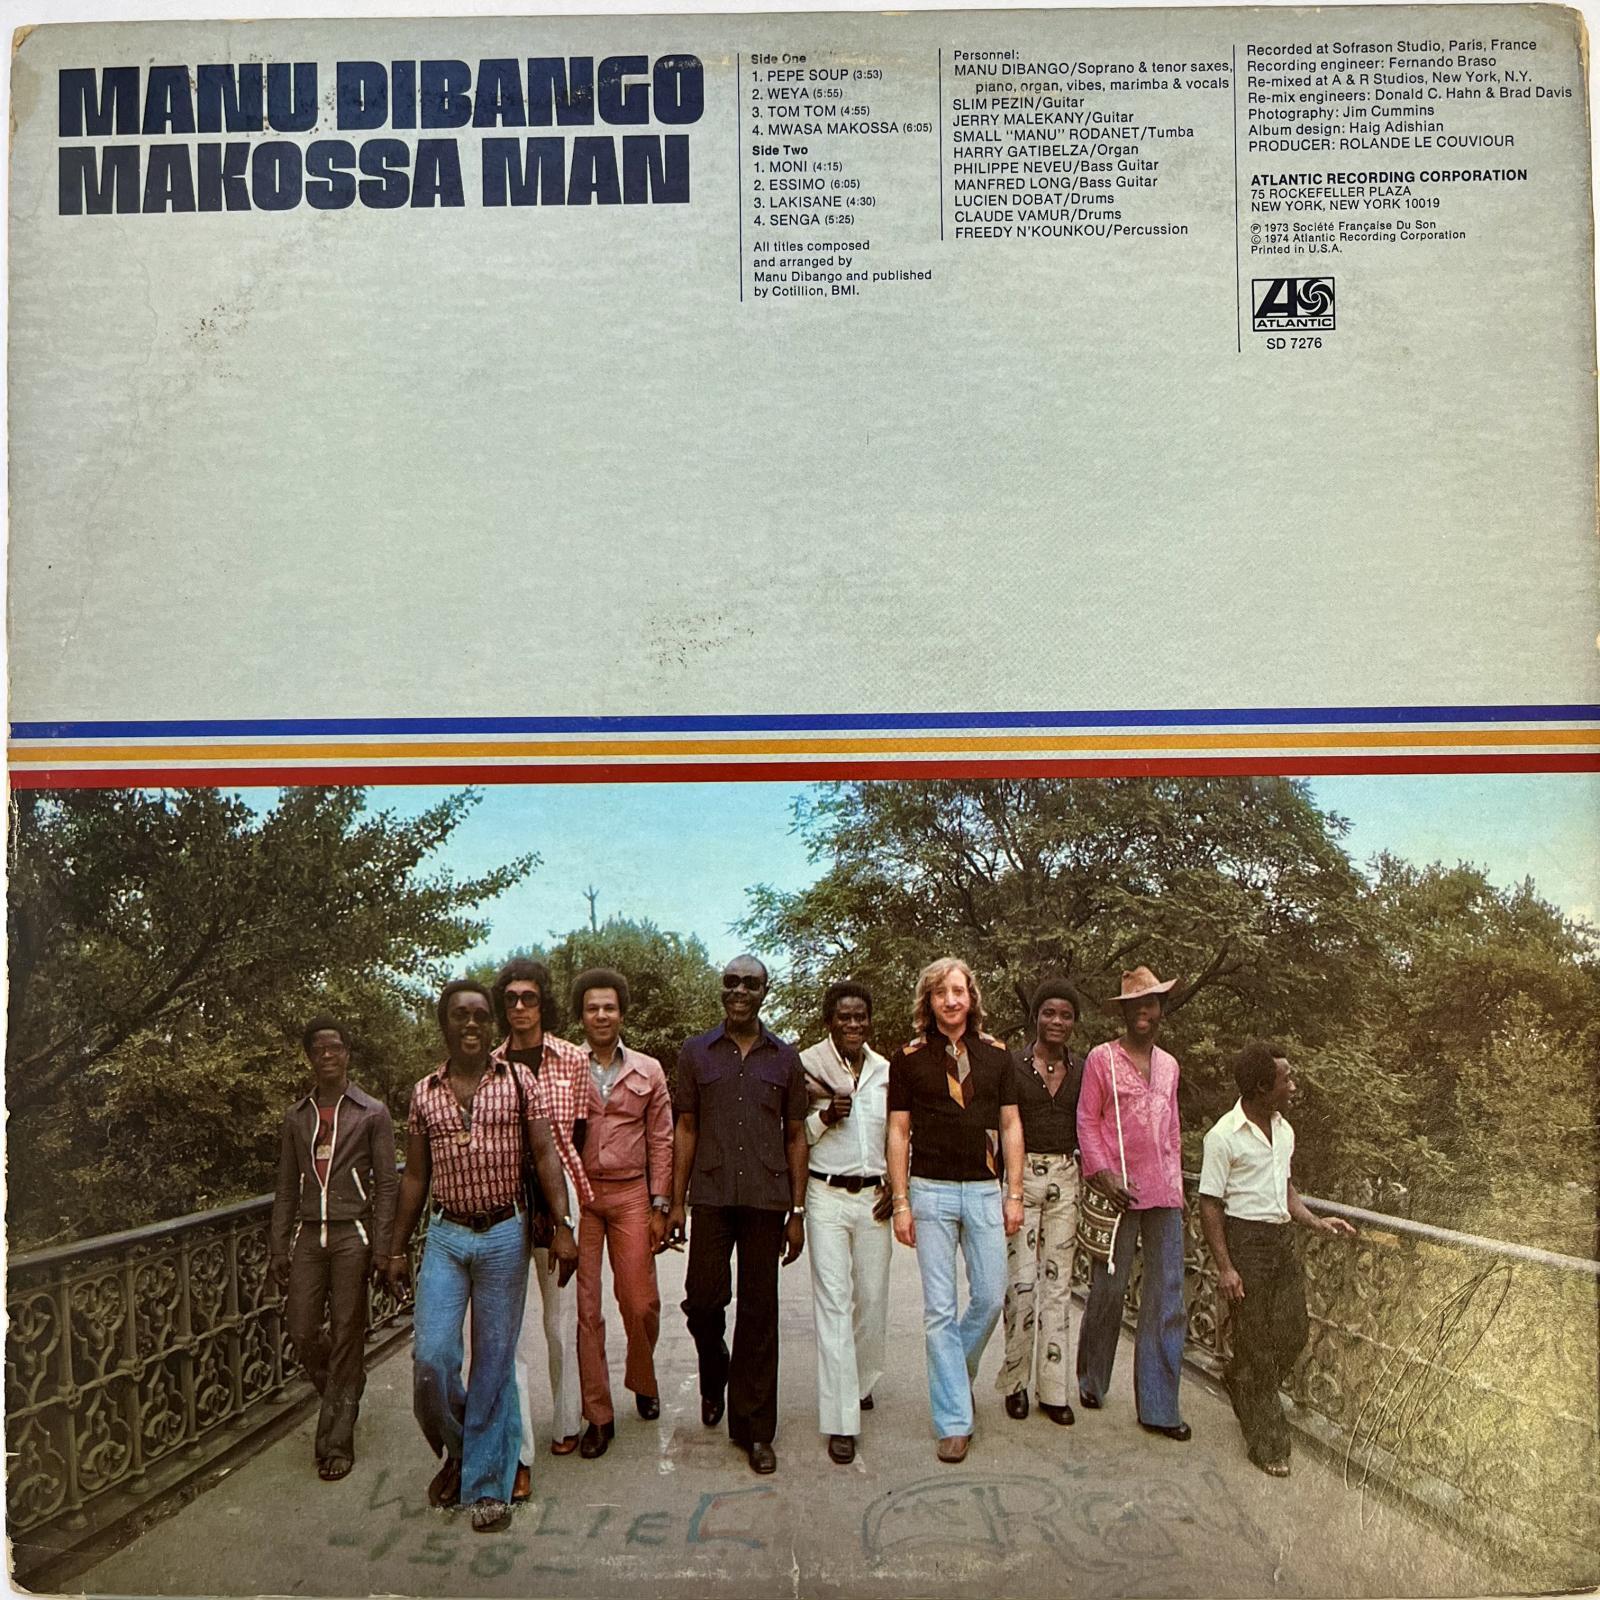 MANU DIBANGO
MAKOSSA MAN
Side One
1. PEPE SOUP (3:53)
2. WEYA (5:55)
3. TOM TOM (4:55)
4. MWASA MAKOSSA (6:05)
Side Two
1. MONI (4:15)
2. ESSIMO (6:05)
3. LAKISANE (4:30)
4. SENGA (5:25)
All titles composed
and arranged by
Manu Dibango and published
by Cotillion, BMI.
Personnel:
MANU DIBANGO/Soprano & tenor saxes,
piano, organ, vibes, marimba & vocals
SLIM PEZIN/Guitar
JERRY MALEKANY/Guitar
SMALL "MANU" RODANET/Tumba
HARRY GATIBELZA/Organ
PHILIPPE NEVEU/Bass Guitar
MANFRED LONG/Bass Guitar
LUCIEN DOBAT/Drums
CLAUDE VAMUR/Drums
FREEDY N'KOUNKOU/Percussion
Recorded at Sofrason Studio, Paris, France
Recording engineer: Fernando Braso
Re-mixed at A & R Studios, New York, N.Y.
Re-mix engineers: Donald C. Hahn & Brad Davis
Photography: Jim Cummins
Album design: Haig Adishian
PRODUCER: ROLANDE LE COUVIOUR
ATLANTIC RECORDING CORPORATION
75 ROCKEFELLER PLAZA
NEW YORK, NEW YORK 10019
℗ 1973 Société Française Du Son
© 1974 Atlantic Recording Corporation
Printed in U.S.A.
ATLANTIC
SD 7276
-158-